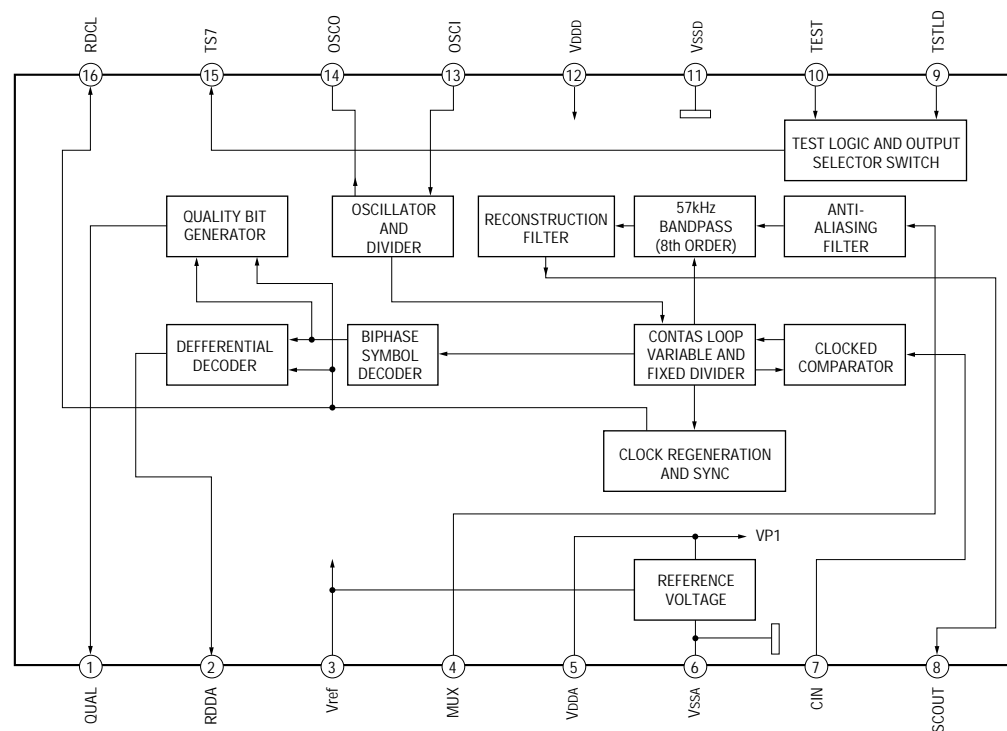 RDCL
TS7
OSCO
OSCI
VDDD
VSSD
TEST
TSTLD
16
15
14
13
12
11
10
9
TEST LOGIC AND OUTPUT
SELECTOR SWITCH
QUALITY BIT
GENERATOR
OSCILLATOR
AND
DIVIDER
RECONSTRUCTION
FILTER
57kHz
BANDPASS
(8th ORDER)
ANTI-
ALIASING
FILTER
DEFFERENTIAL
DECODER
BIPHASE
SYMBOL
DECODER
CONTAS LOOP
VARIABLE AND
FIXED DIVIDER
CLOCKED
COMPARATOR
CLOCK REGENERATION
AND SYNC
VP1
REFERENCE
VOLTAGE
1
2
3
4
5
6
7
8
QUAL
RDDA
Vref
MUX
VDDA
VSSA
CIN
SCOUT